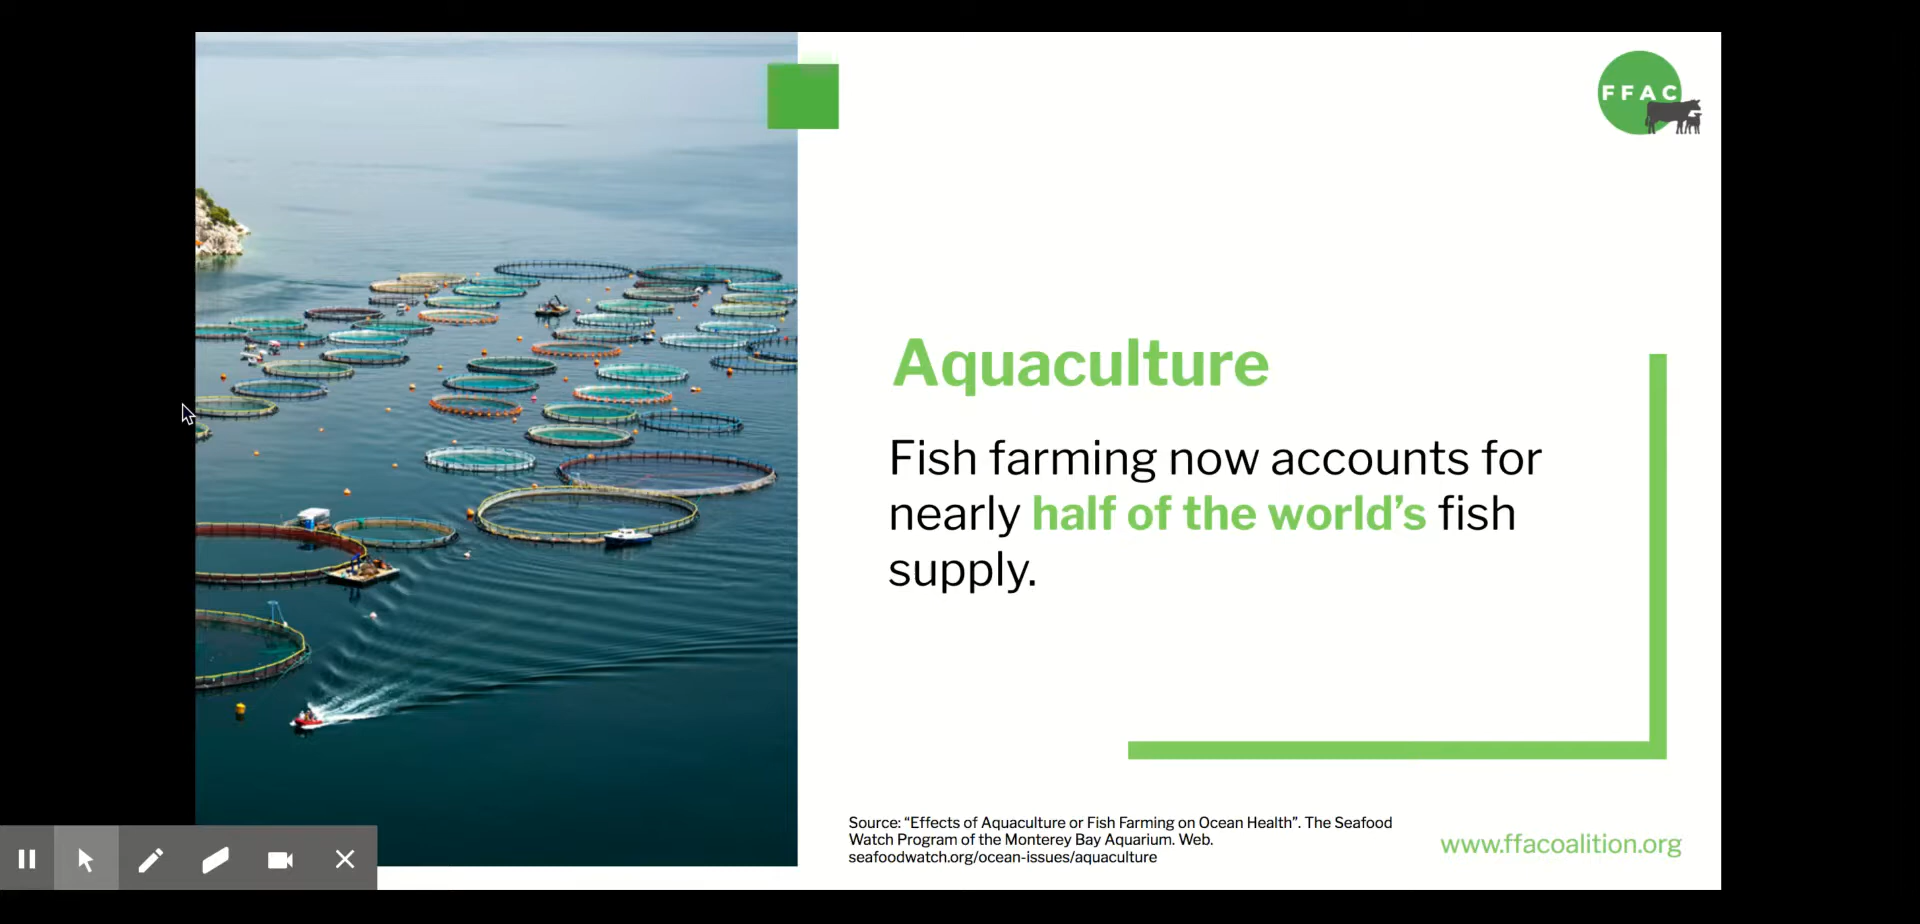 FFAC
Aquaculture
Fish farming now accounts for
nearly half of the world’s fish
supply.
Source: “Effects of Aquaculture or Fish Farming on Ocean Health”. The Seafood
Watch Program of the Monterey Bay Aquarium. Web.
seafoodwatch.org/ocean-issues/aquaculture
www.ffacoalition.org